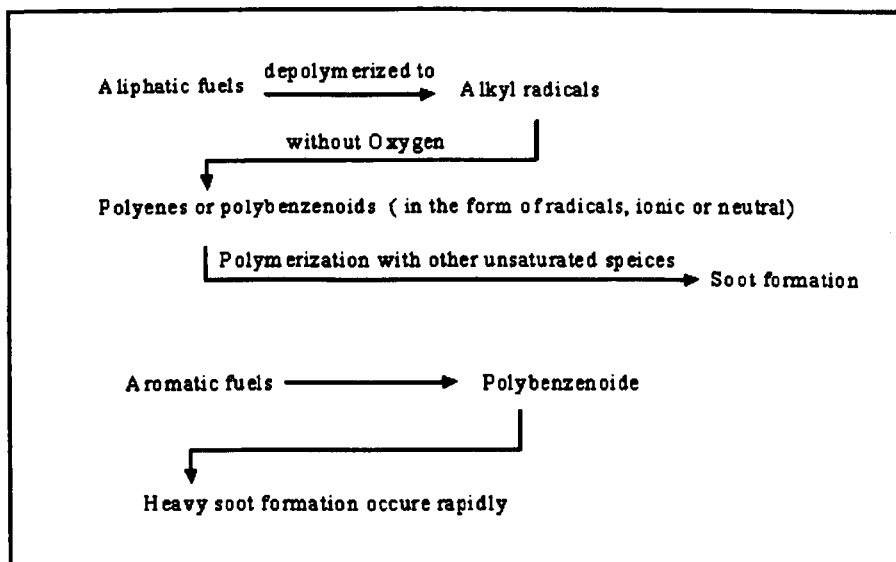 depolymerized to
Aliphatic fuels
Alkyl radicals
without Oxygen
Polyenes or polybenzenoids ( in the form of radicals, ionic or neutral)
Polymerization with other unsaturated speices
Soot formation
Aromatic fuels
Polybenzenoide
Heavy soot formation occure rapidly